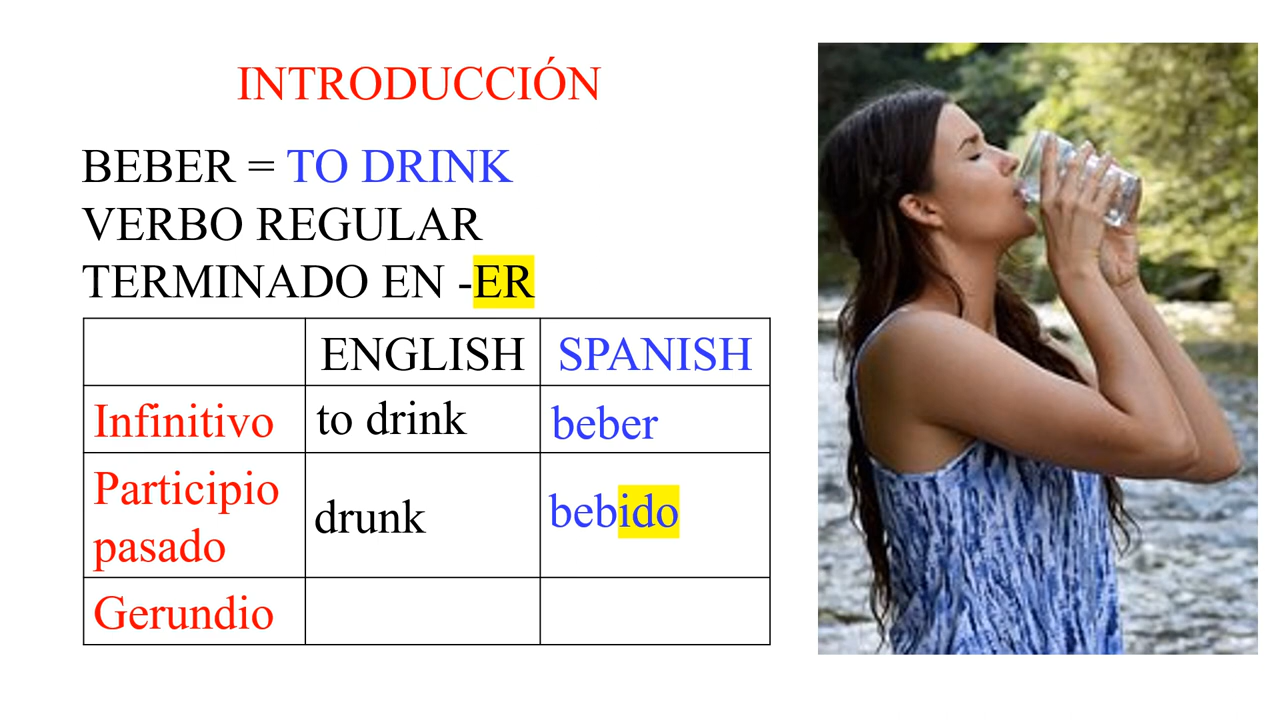 INTRODUCCIÓN
BEBER = TO DRINK
VERBO REGULAR
TERMINADO EN -ER
ENGLISH SPANISH
Infinitivo to drink beber
Participio
pasado drunk bebido
Gerundio